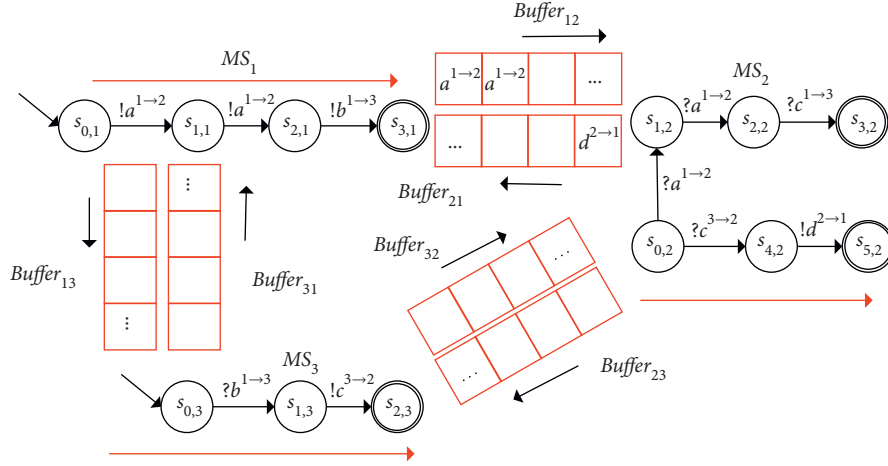 Buffer₁₂
MS₁
a¹→² a¹→² ...
MS₂
!a¹→² !a¹→² !b¹→³
?a¹→² ?c¹→³
s₀,₁ s₁,₁ s₂,₁ s₃,₁
s₁,₂ s₂,₂ s₃,₂
... d²→¹
Buffer₂₁
?a¹→²
...
Buffer₃₂
?c³→² !d²→¹
s₀,₂ s₄,₂ s₅,₂
Buffer₁₃
Buffer₃₁
...
...
...
Buffer₂₃
MS₃
?b¹→³ !c³→²
s₀,₃ s₁,₃ s₂,₃